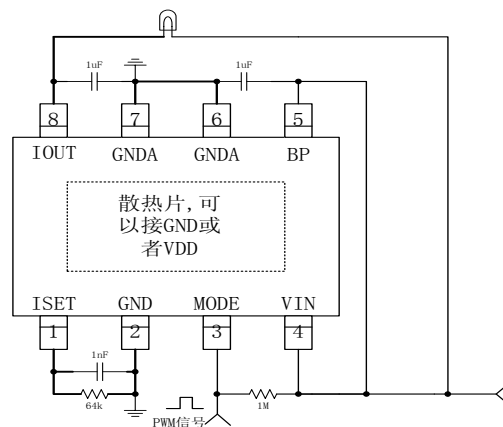 1uF
1uF
8
7
6
5
IOUT
GNDA
GNDA
BP
散热片,可
以接GND或
者VDD
ISET
GND
MODE
VIN
1
2
3
4
1nF
64k
1M
PWM信号